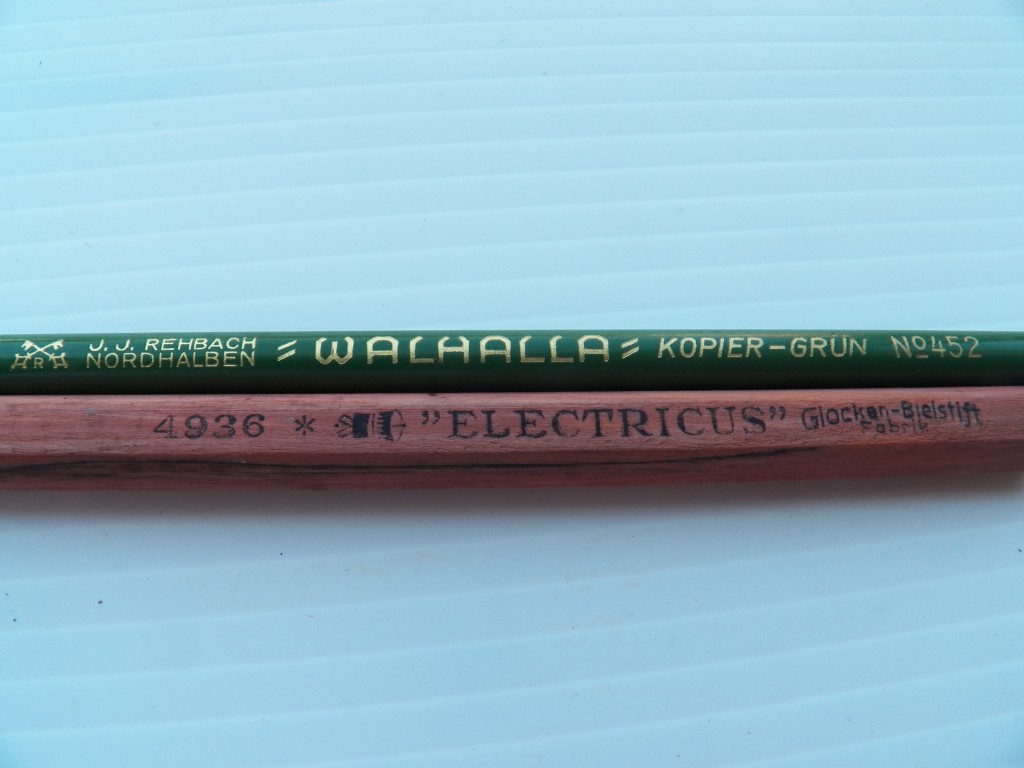 R
J. J. REHBACH
NORDHALBEN
= WALHALLA = KOPIER-GRÜN Nº452
4936 * „ELECTRICUS” Glocken-Bleistift
Fabrik